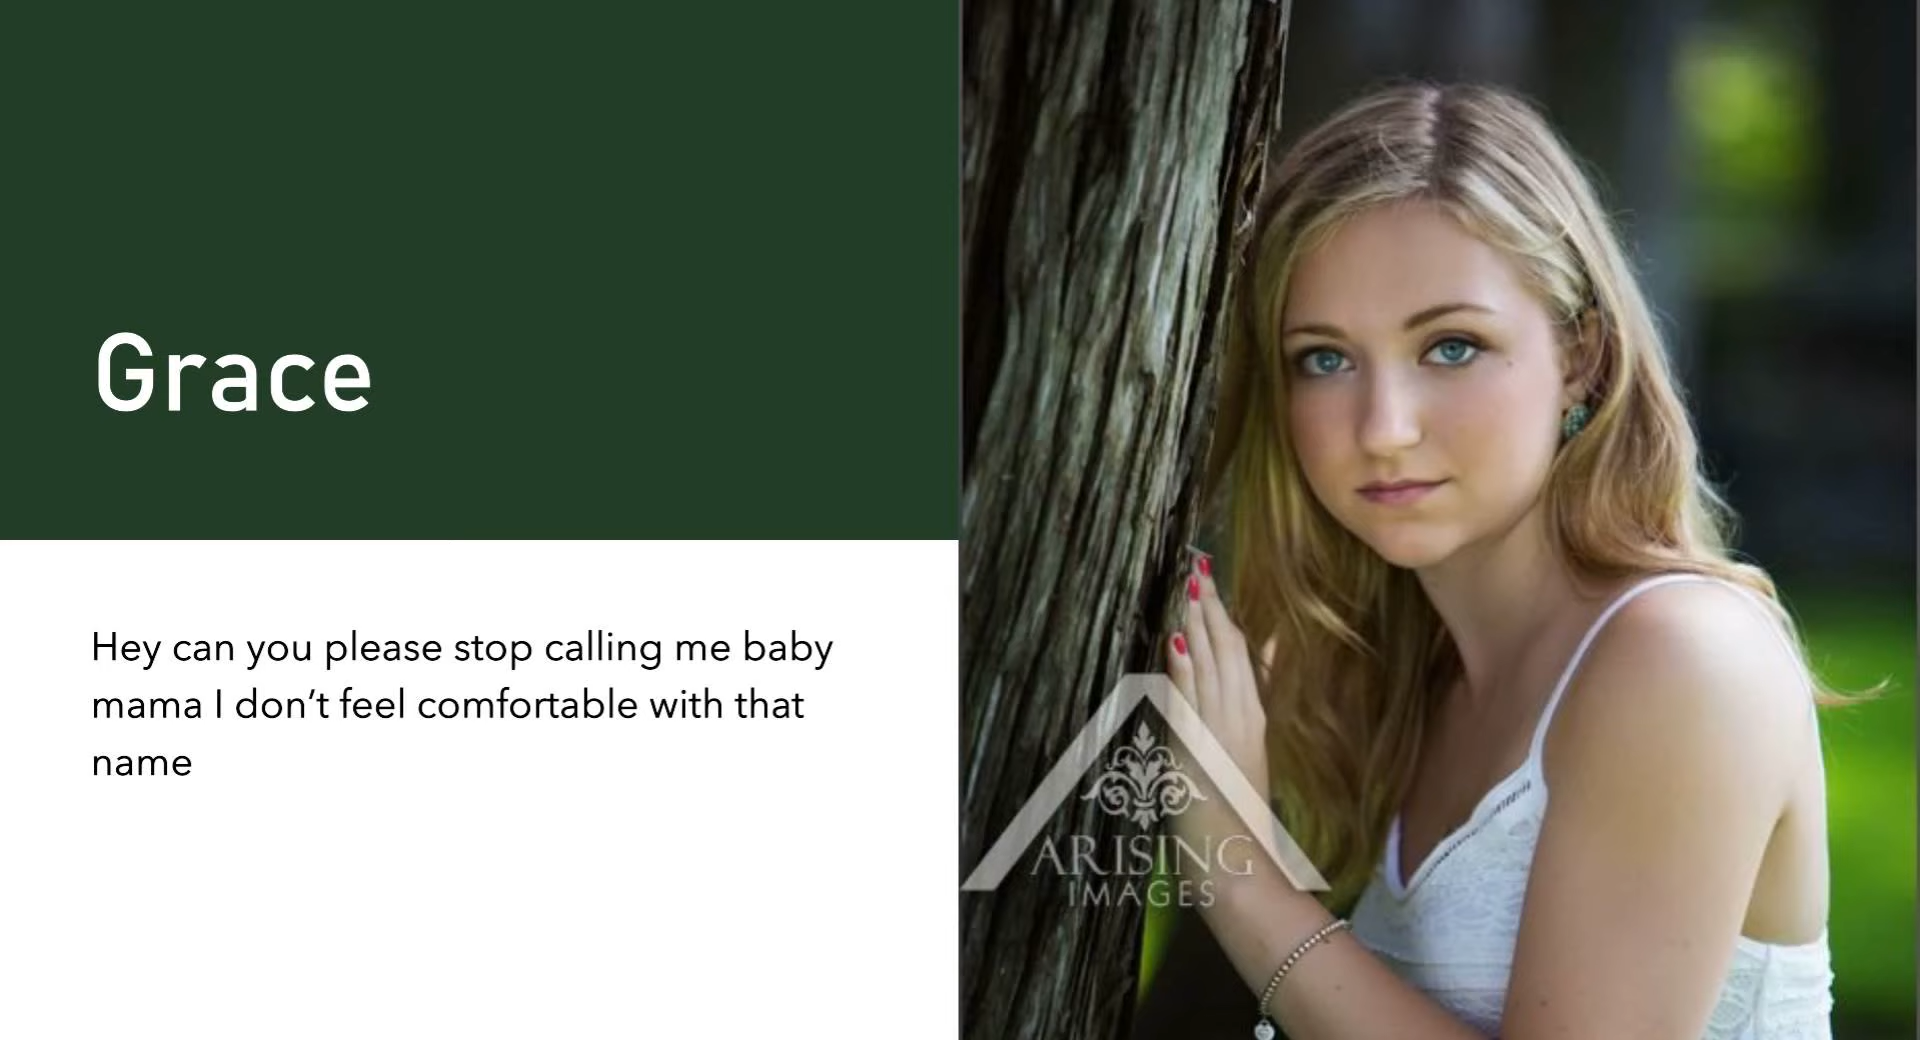 Grace
Hey can you please stop calling me baby
mama I don’t feel comfortable with that
name
ARISING
IMAGES